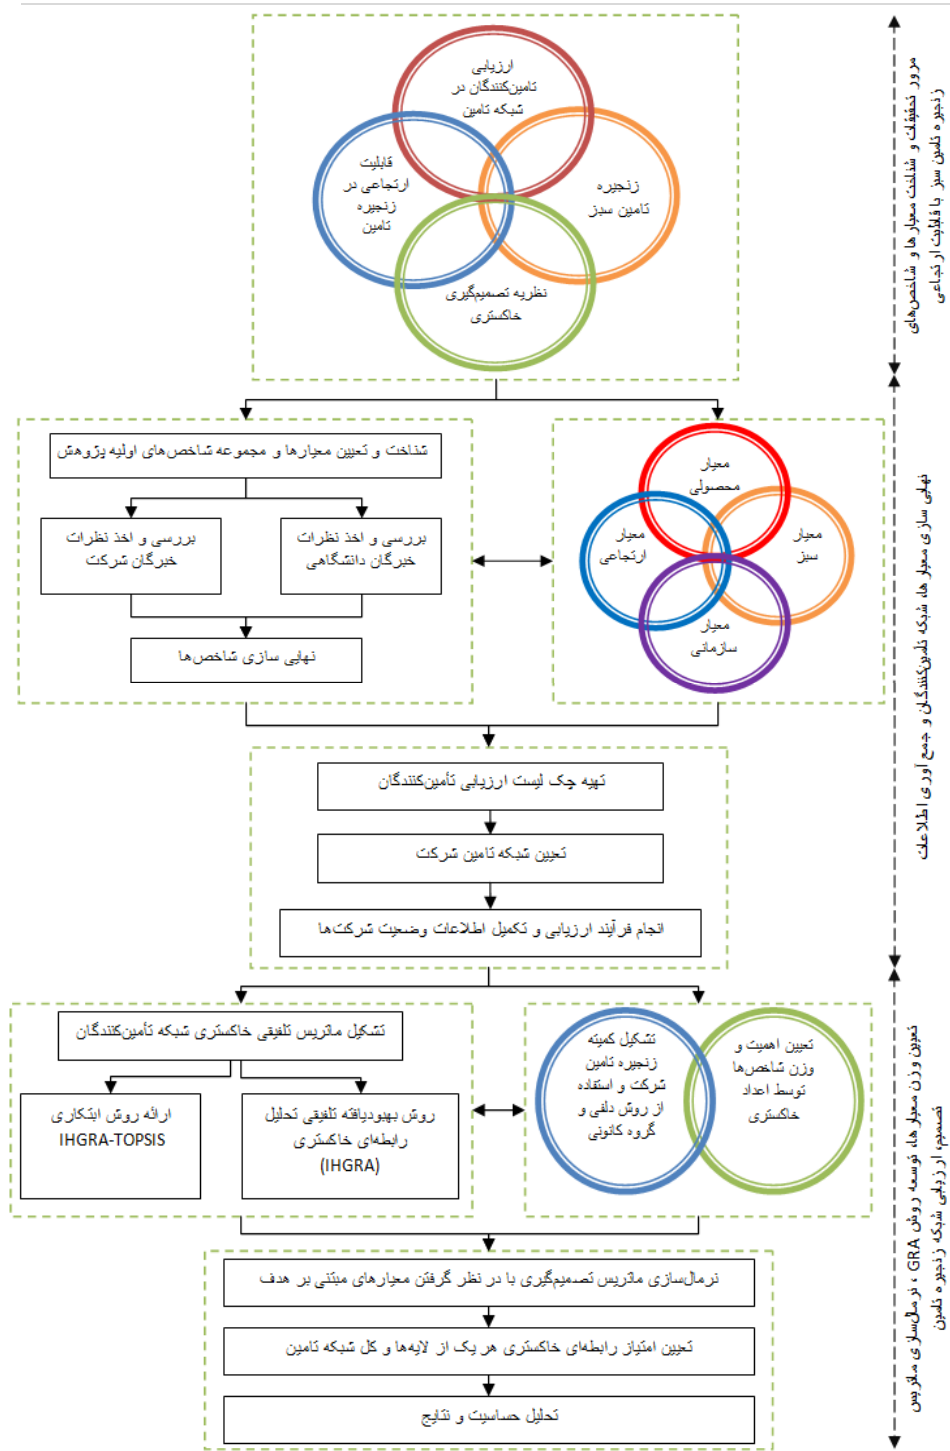 ارزیابی
تامین‌کنندگان در
شبکه تامین
قابلیت
ارتجاعی در
زنجیره
تامین
زنجیره
تامین سبز
نظریه تصمیم‌گیری
خاکستری
مرور تحقیقات و شناخت معیار ها و شاخص‌های
زنجیره تامین سبز با قابلیت ارتجاعی
شناخت و تعیین معیارها و مجموعه شاخص‌های اولیه پژوهش
بررسی و اخذ نظرات
خبرگان دانشگاهی
بررسی و اخذ نظرات
خبرگان شرکت
نهایی سازی شاخص‌ها
معیار
محصولی
معیار
سبز
معیار
ارتجاعی
معیار
سازمانی
نهایی سازی معیار ها، شبکه تامین‌کنندگان و جمع آوری اطلاعات
تهیه چک لیست ارزیابی تأمین‌کنندگان
تعیین شبکه تامین شرکت
انجام فرآیند ارزیابی و تکمیل اطلاعات وضعیت شرکت‌ها
تشکیل ماتریس تلفیقی خاکستری شبکه تأمین‌کنندگان
روش بهبودیافته تلفیقی تحلیل
رابطه‌ای خاکستری
(IHGRA)
ارائه روش ابتکاری
IHGRA-TOPSIS
تشکیل کمیته
زنجیره تامین
شرکت و استفاده
از روش دلفی و
گروه کانونی
تعیین اهمیت و
وزن شاخص‌ها
توسط اعداد
خاکستری
تعیین وزن معیار ها، توسعه روش GRA ، نرمال‌سازی ماتریس
تصمیم، ارزیابی شبکه زنجیره تامین
نرمال‌سازی ماتریس تصمیم‌گیری با در نظر گرفتن معیارهای مبتنی بر هدف
تعیین امتیاز رابطه‌ای خاکستری هر یک از لایه‌ها و کل شبکه تامین
تحلیل حساسیت و نتایج